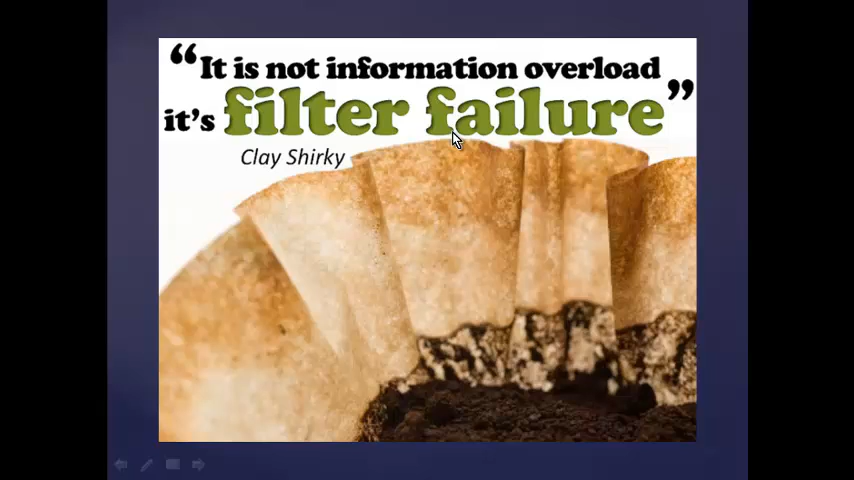 “It is not information overload
it’s filter failure”
Clay Shirky